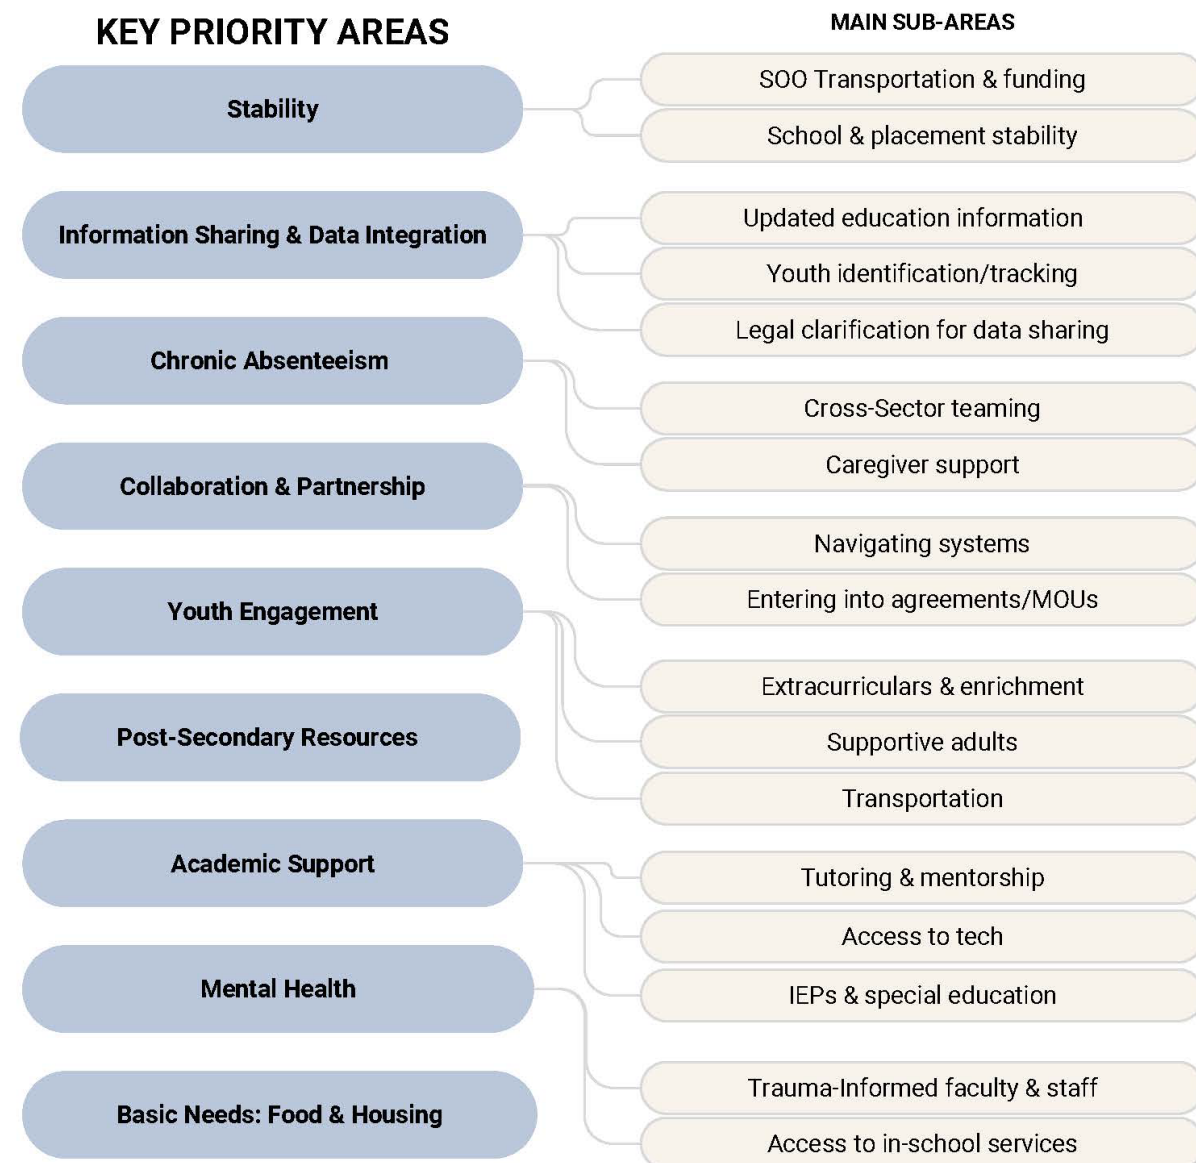 KEY PRIORITY AREAS
Stability
Information Sharing & Data Integration
Chronic Absenteeism
Collaboration & Partnership
Youth Engagement
Post-Secondary Resources
Academic Support
Mental Health
Basic Needs: Food & Housing
MAIN SUB-AREAS
SOO Transportation & funding
School & placement stability
Updated education information
Youth identification/tracking
Legal clarification for data sharing
Cross-Sector teaming
Caregiver support
Navigating systems
Entering into agreements/MOUs
Extracurriculars & enrichment
Supportive adults
Transportation
Tutoring & mentorship
Access to tech
IEPs & special education
Trauma-Informed faculty & staff
Access to in-school services